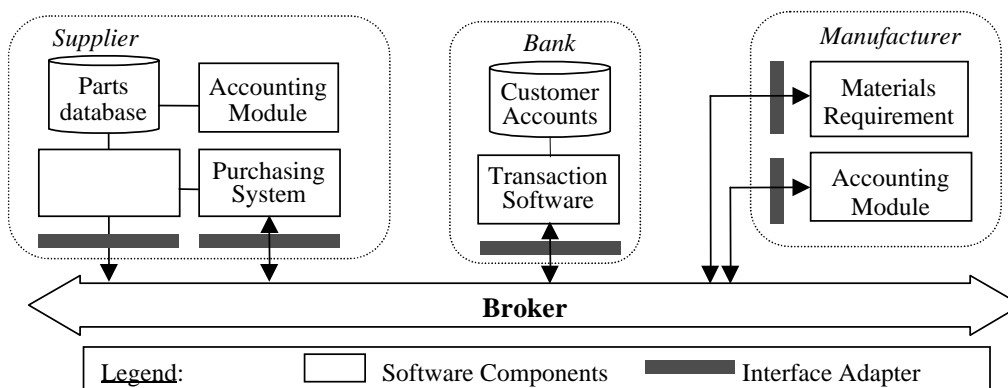 Supplier
Parts
database
Accounting
Module
Purchasing
System
Bank
Customer
Accounts
Transaction
Software
Manufacturer
Materials
Requirement
Accounting
Module
Broker
Legend: Software Components Interface Adapter